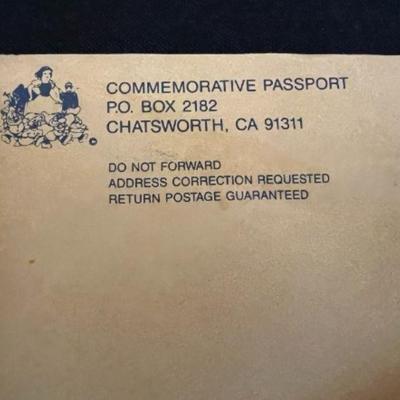 COMMEMORATIVE PASSPORT
P.O. BOX 2182
CHATSWORTH, CA 91311
DO NOT FORWARD
ADDRESS CORRECTION REQUESTED
RETURN POSTAGE GUARANTEED